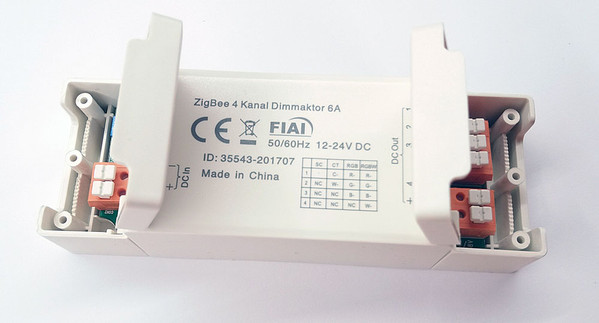 ZigBee 4 Kanal Dimmaktor 6A
CE FIAI
50/60Hz 12-24V DC
ID: 35543-201707
Made in China
- DC In +
DC Out
1
2
3
4
+
SC CT RGB RGBW
1 C- R- R-
2 NC W- G- G-
3 NC NC B- B-
4 NC NC NC W-